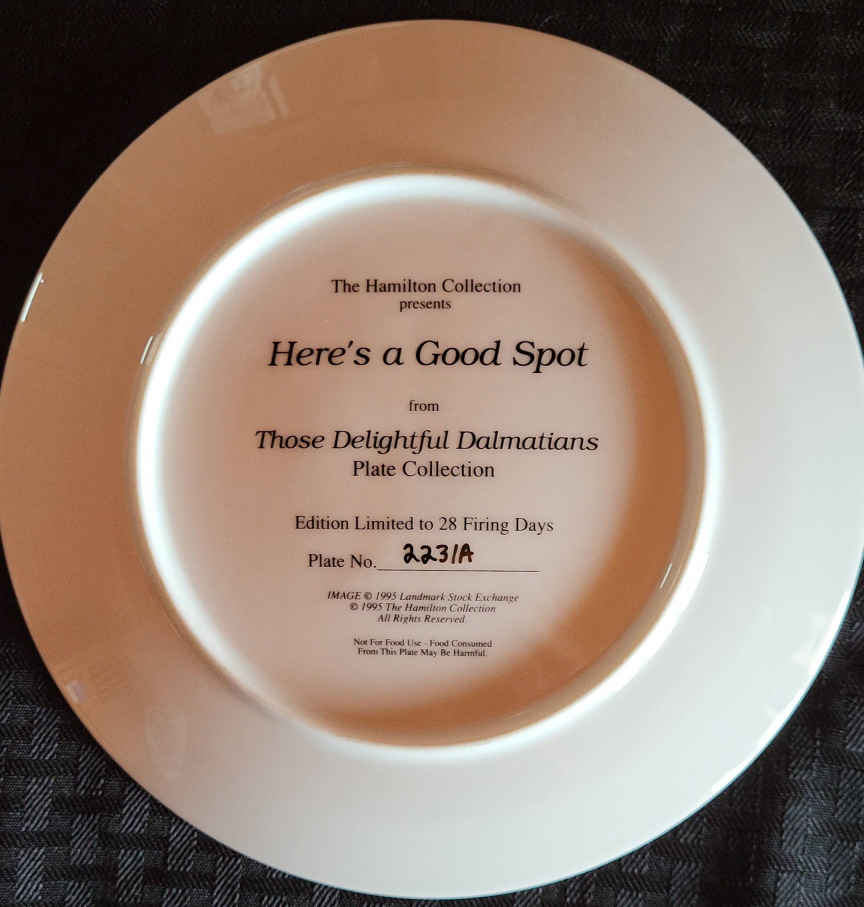 The Hamilton Collection
presents
Here's a Good Spot
from
Those Delightful Dalmatians
Plate Collection
Edition Limited to 28 Firing Days
Plate No. 2231A
IMAGE © 1995 Landmark Stock Exchange
© 1995 The Hamilton Collection
All Rights Reserved.
Not For Food Use - Food Consumed
From This Plate May Be Harmful.